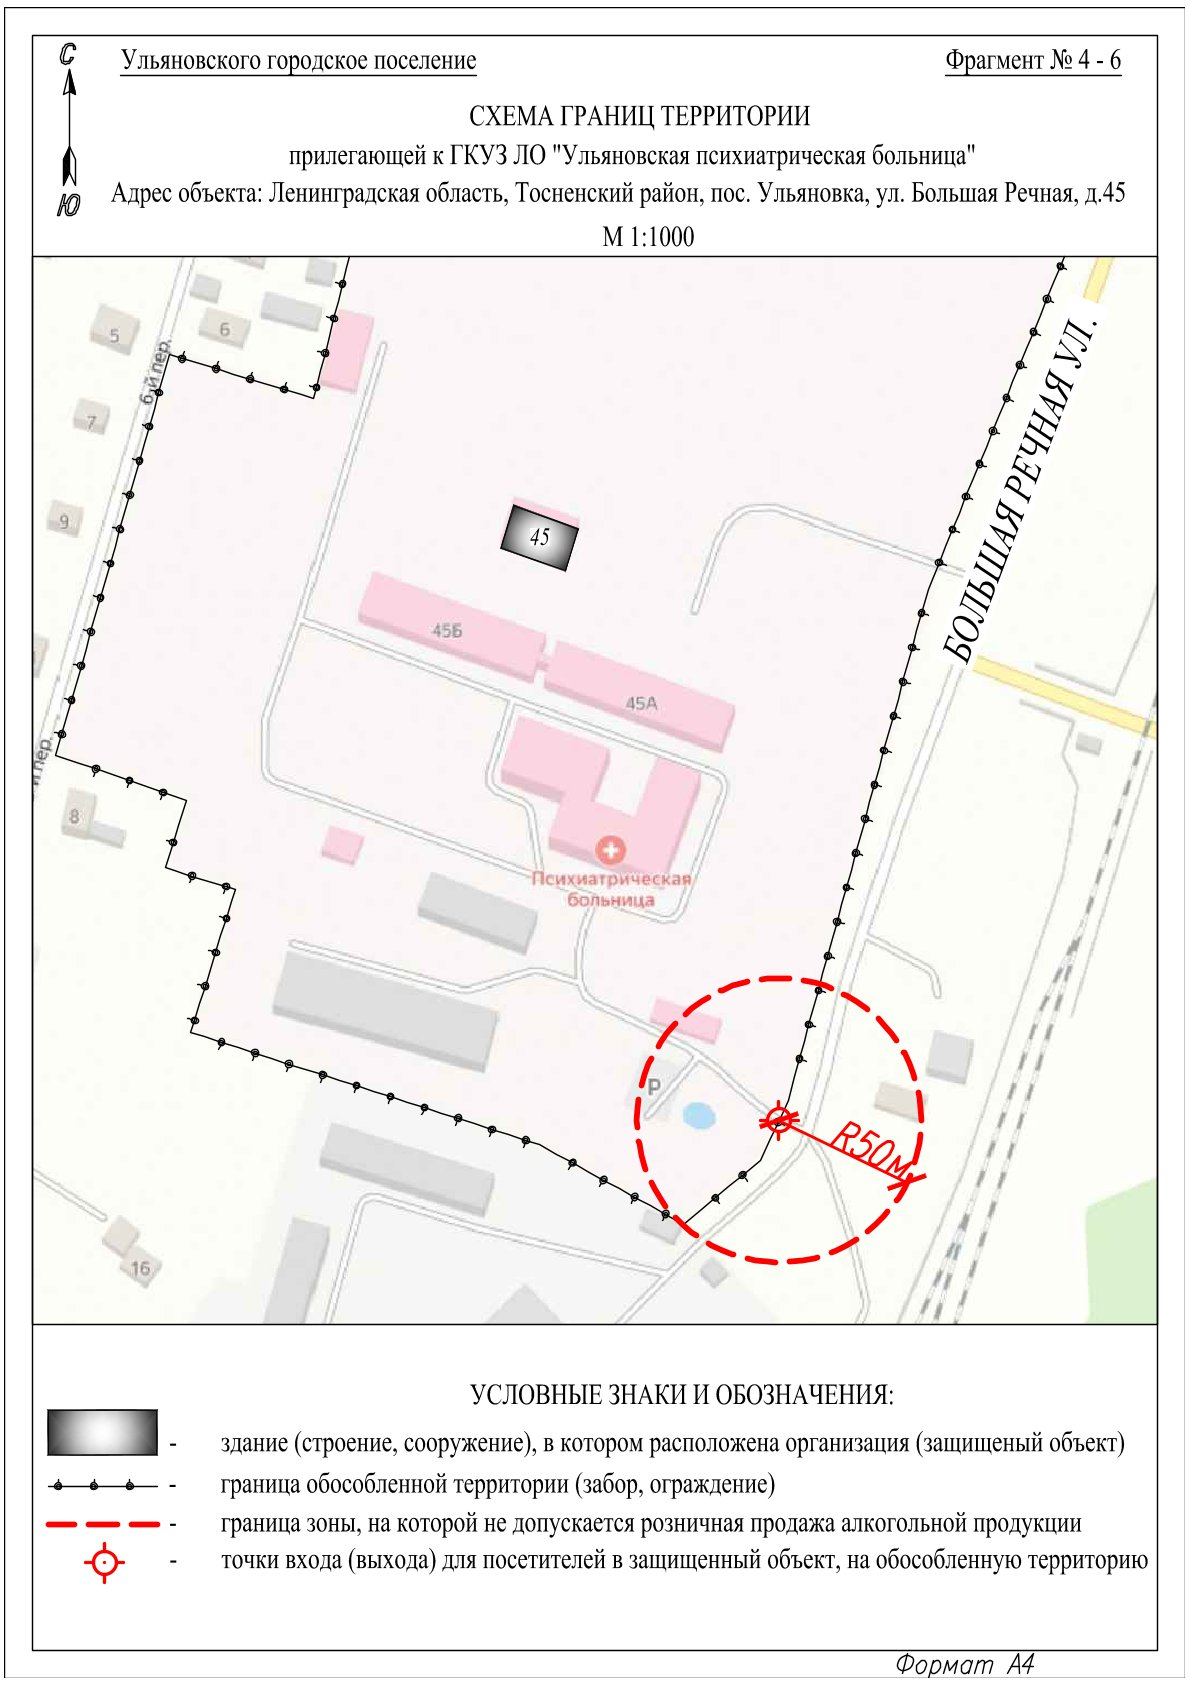 С
Ульяновского городское поселение
Фрагмент № 4 - 6
СХЕМА ГРАНИЦ ТЕРРИТОРИИ
прилегающей к ГКУЗ ЛО "Ульяновская психиатрическая больница"
Адрес объекта: Ленинградская область, Тосненский район, пос. Ульяновка, ул. Большая Речная, д.45
Ю
М 1:1000
5
6
6-й пер.
7
БОЛЬШАЯ РЕЧНАЯ УЛ.
9
45
45Б
45А
й пер.
8
Психиатрическая
больница
P
R50м
16
УСЛОВНЫЕ ЗНАКИ И ОБОЗНАЧЕНИЯ:
- здание (строение, сооружение), в котором расположена организация (защищеный объект)
- граница обособленной территории (забор, ограждение)
- граница зоны, на которой не допускается розничная продажа алкогольной продукции
- точки входа (выхода) для посетителей в защищенный объект, на обособленную территорию
Формат А4